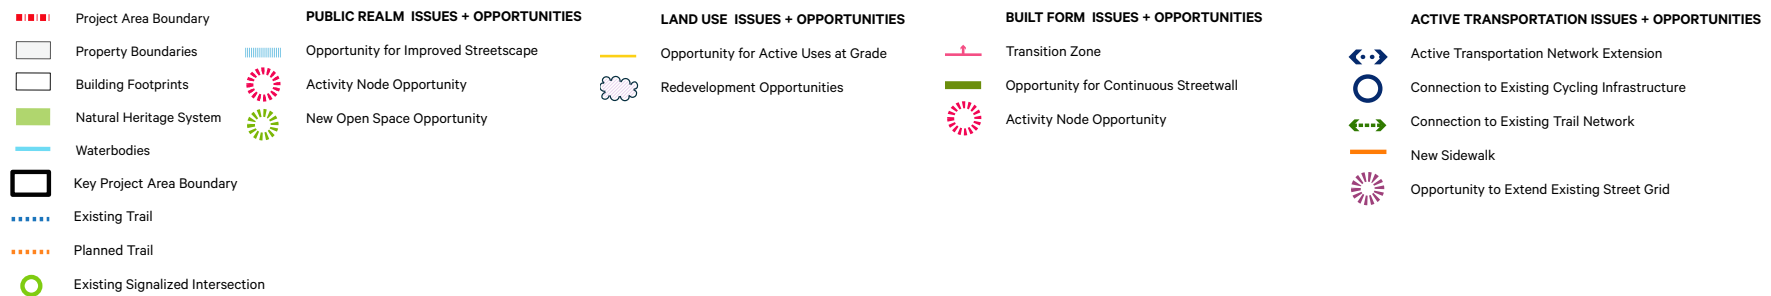 Project Area Boundary
Property Boundaries
Building Footprints
Natural Heritage System
Waterbodies
Key Project Area Boundary
Existing Trail
Planned Trail
Existing Signalized Intersection
PUBLIC REALM ISSUES + OPPORTUNITIES
Opportunity for Improved Streetscape
Activity Node Opportunity
New Open Space Opportunity
LAND USE ISSUES + OPPORTUNITIES
Opportunity for Active Uses at Grade
Redevelopment Opportunities
BUILT FORM ISSUES + OPPORTUNITIES
Transition Zone
Opportunity for Continuous Streetwall
Activity Node Opportunity
ACTIVE TRANSPORTATION ISSUES + OPPORTUNITIES
Active Transportation Network Extension
Connection to Existing Cycling Infrastructure
Connection to Existing Trail Network
New Sidewalk
Opportunity to Extend Existing Street Grid